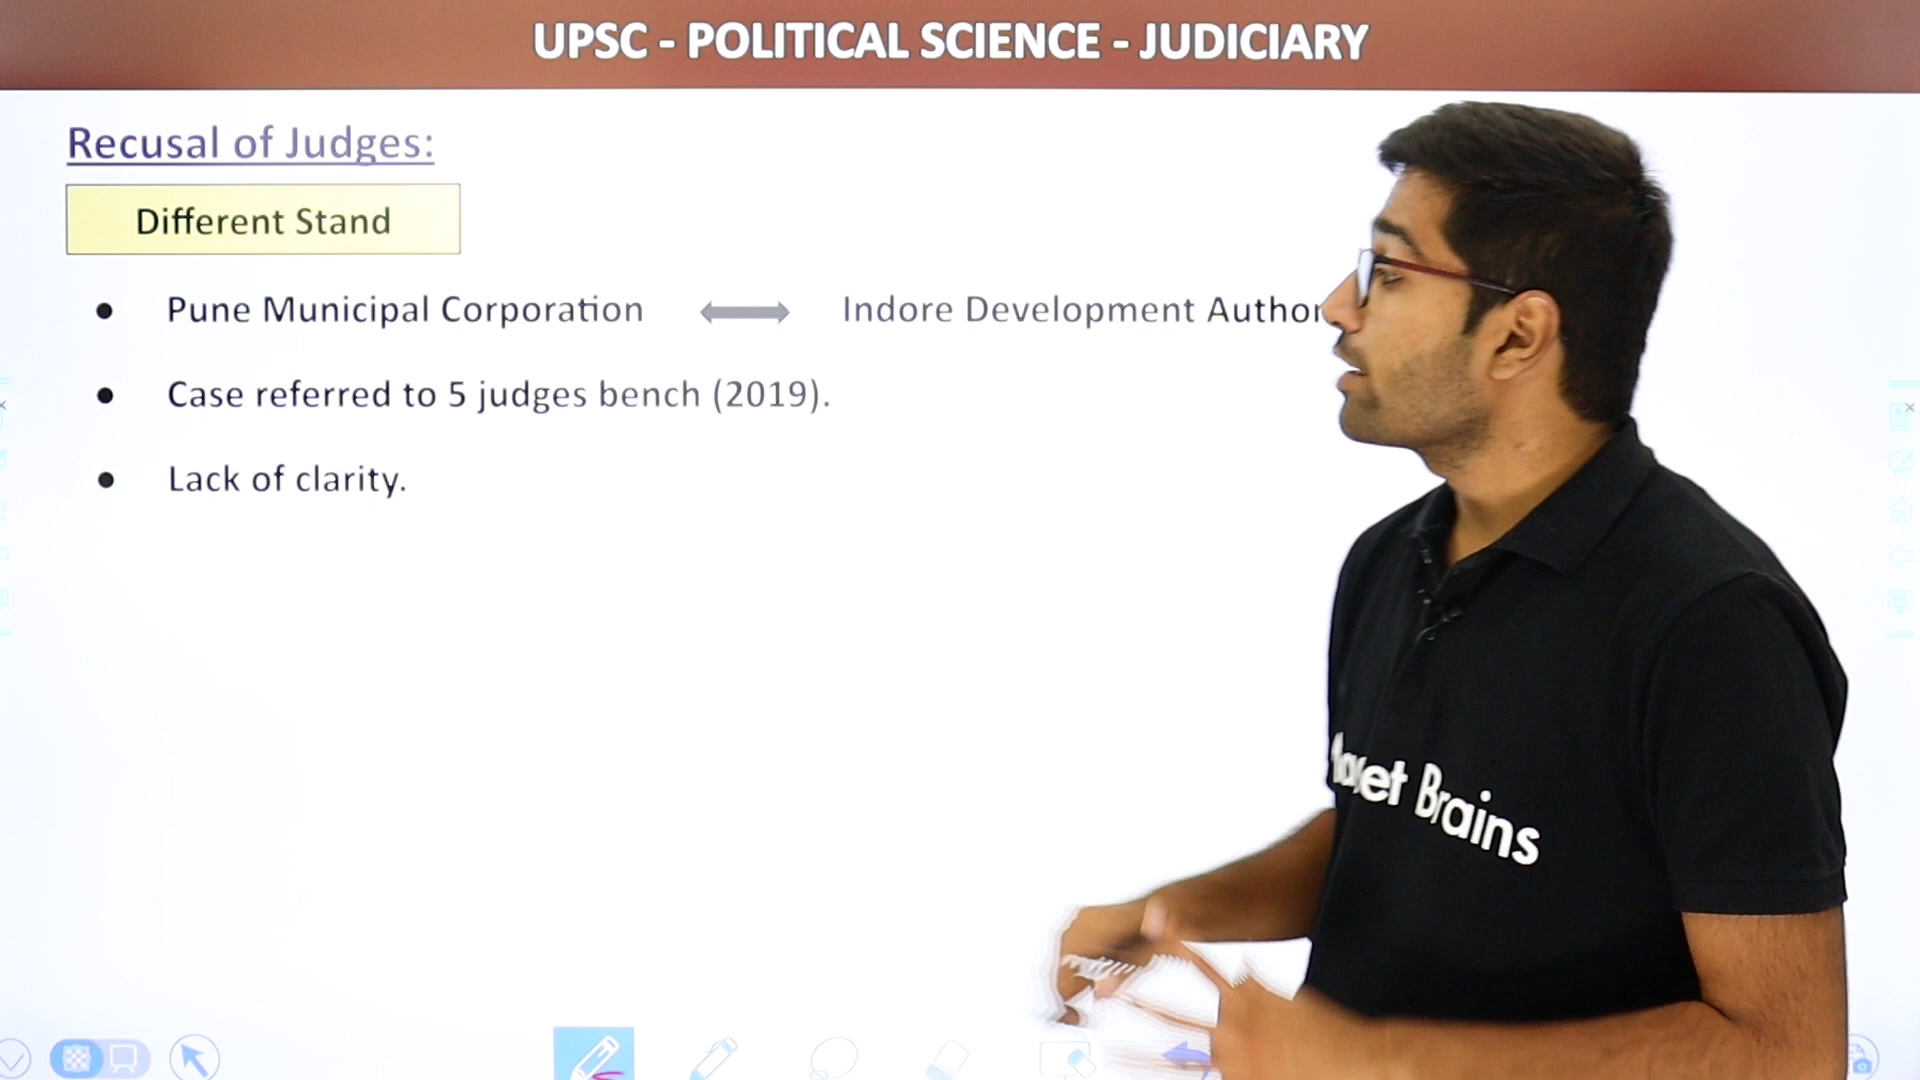 UPSC - POLITICAL SCIENCE - JUDICIARY
Recusal of Judges:
Different Stand
• Pune Municipal Corporation ⟷ Indore Development Author
• Case referred to 5 judges bench (2019).
• Lack of clarity.
Brains